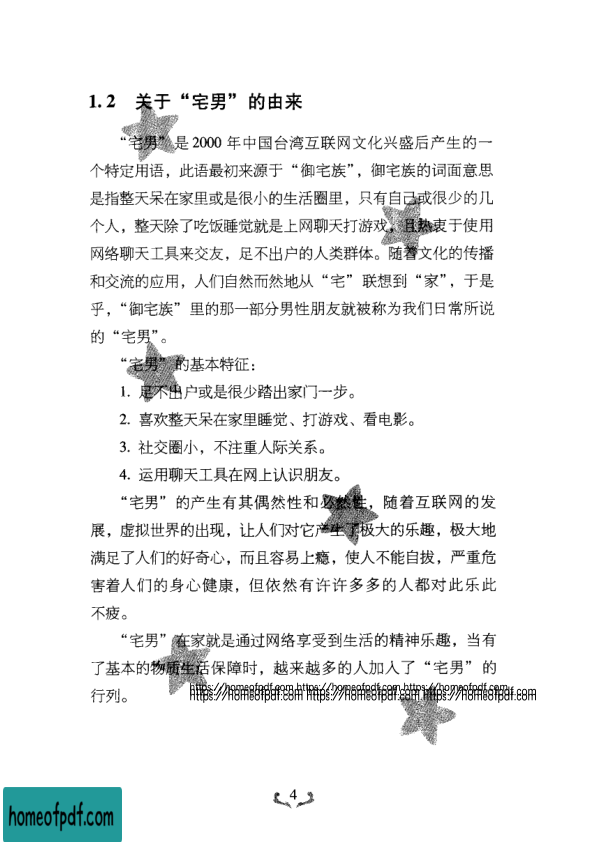 1.2 关于“宅男”的由来
“宅男”是 2000 年中国台湾互联网文化兴盛后产生的一
个特定用语，此语最初来源于“御宅族”，御宅族的词面意思
是指整天呆在家里或是很小的生活圈里，只有自己或很少的几
个人，整天除了吃饭睡觉就是上网聊天打游戏，且热衷于使用
网络聊天工具来交友，足不出户的人类群体。随着文化的传播
和交流的应用，人们自然而然地从“宅”联想到“家”，于是
乎，“御宅族”里的那一部分男性朋友就被称为我们日常所说
的“宅男”。
“宅男”的基本特征：
1. 足不出户或是很少踏出家门一步。
2. 喜欢整天呆在家里睡觉、打游戏、看电影。
3. 社交圈小，不注重人际关系。
4. 运用聊天工具在网上认识朋友。
“宅男”的产生有其偶然性和必然性，随着互联网的发
展，虚拟世界的出现，让人们对它产生了极大的乐趣，极大地
满足了人们的好奇心，而且容易上瘾，使人不能自拔，严重危
害着人们的身心健康，但依然有许许多多的人都对此乐此
不疲。
“宅男”在家就是通过网络享受到生活的精神乐趣，当有
了基本的物质生活保障时，越来越多的人加入了“宅男”的
行列。
https://homeofpdf.com https://homeofpdf.com https://homeofpdf.com
https://homeofpdf.com https://homeofpdf.com https://homeofpdf.com
4
homeofpdf.com